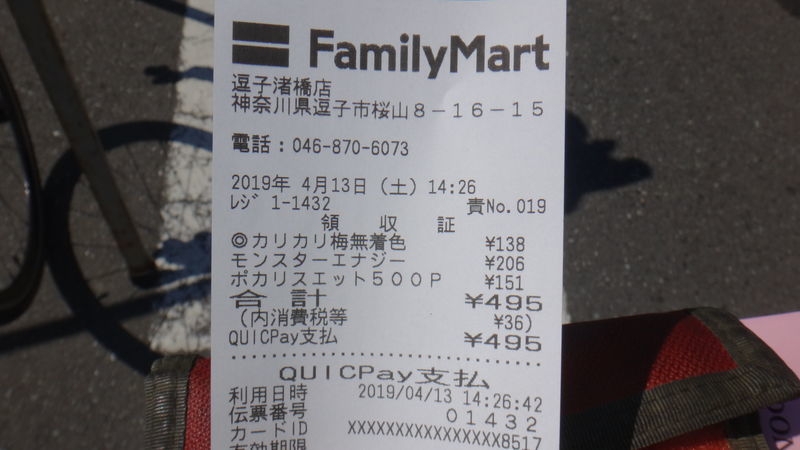 FamilyMart
逗子渚橋店
神奈川県逗子市桜山8-16-15
電話:046-870-6073
2019年 4月13日(土)14:26
レジ 1-1432 責No.019
領 収 証
◎カリカリ梅無着色 ¥138
モンスターエナジー ¥206
ポカリスエット500P ¥151
合 計 ¥495
(内消費税等 ¥36)
QUICPay支払 ¥495
QUICPay支払
利用日時 2019/04/13 14:26:42
伝票番号 01432
カードID XXXXXXXXXXXXXXXX8517
有効期限